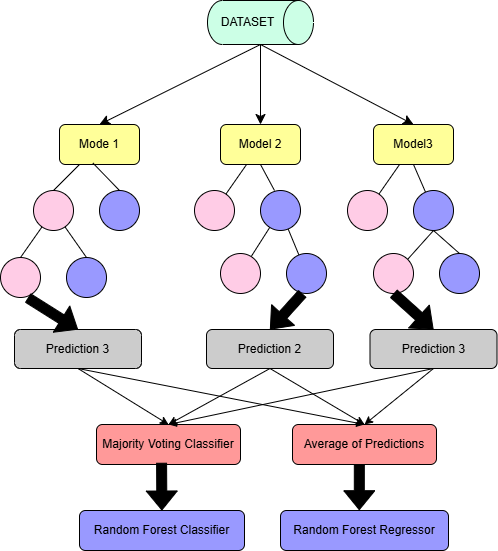 DATASET
Mode 1
Model 2
Model3
Prediction 3
Prediction 2
Prediction 3
Majority Voting Classifier
Average of Predictions
Random Forest Classifier
Random Forest Regressor